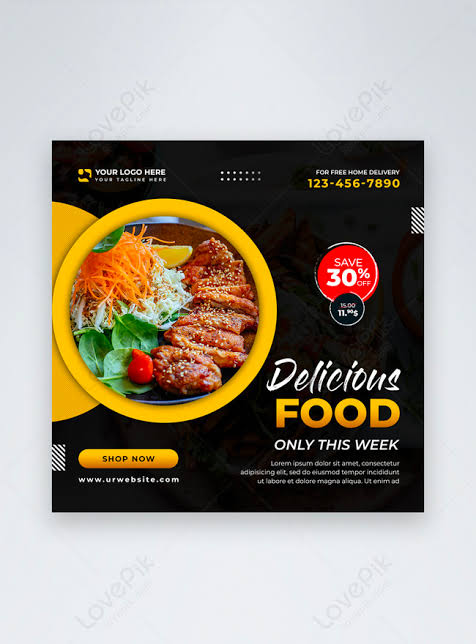 YOUR LOGO HERE
YOUR TAGLINE HERE
FOR FREE HOME DELIVERY
123-456-7890
SAVE
30% OFF
15.00
11.90$
Delicious
FOOD
ONLY THIS WEEK
SHOP NOW
www.urwebsite.com
Lorem ipsum dolor sit amet, consectetur
adipiscing elit, sed do eiusmod tempor incididunt
ut labore et dolore magna aliqua. Ut enim ad
LovePik
LovePik
LovePik
LovePik